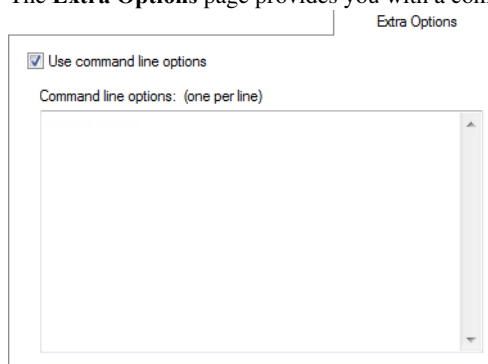 The Extra Options page provides you with a com
Extra Options
Use command line options
Command line options: (one per line)